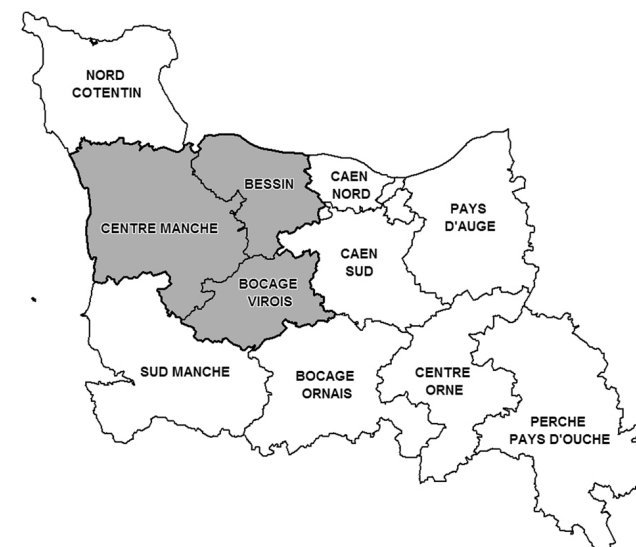 NORD
COTENTIN
BESSIN
CAEN
NORD
CENTRE MANCHE
PAYS
D'AUGE
CAEN
SUD
BOCAGE
VIROIS
SUD MANCHE
BOCAGE
ORNAIS
CENTRE
ORNE
PERCHE
PAYS D'OUCHE